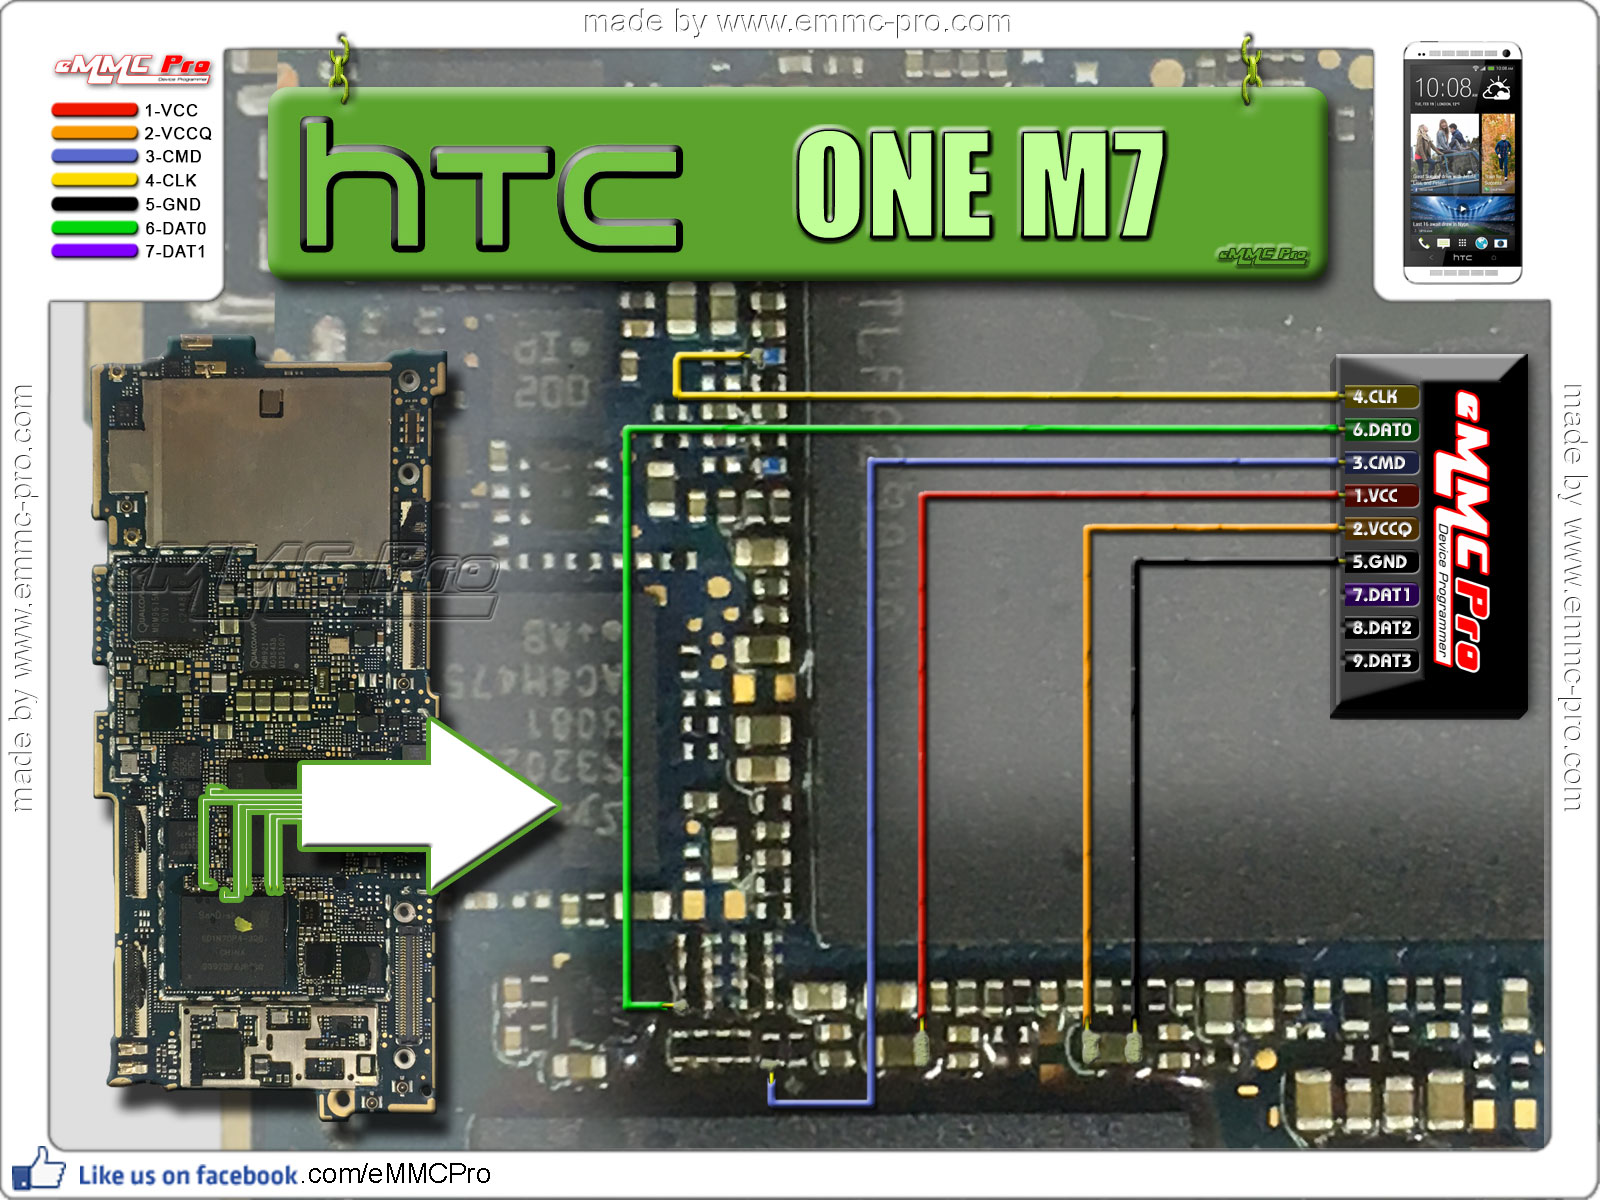 made by www.emmc-pro.com
eMMC Pro
Device Programmer
1-VCC
2-VCCQ
3-CMD
4-CLK
5-GND
6-DAT0
7-DAT1
hTC ONE M7
eMMC Pro
10:08
hTC
4.CLK
6.DAT0
3.CMD
1.VCC
2.VCCQ
5.GND
7.DAT1
8.DAT2
9.DAT3
eMMC Pro
Device Programmer
eMMC Pro
made by www.emmc-pro.com
made by www.emmc-pro.com
Like us on facebook.com/eMMCPro